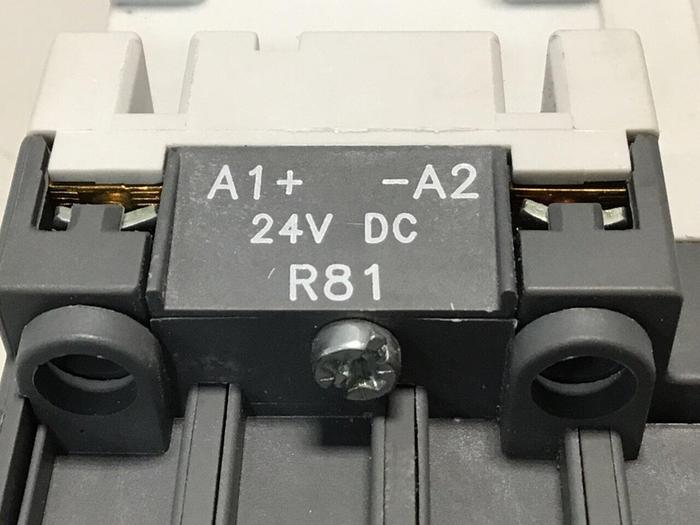 A1+ -A2
24V DC
R81